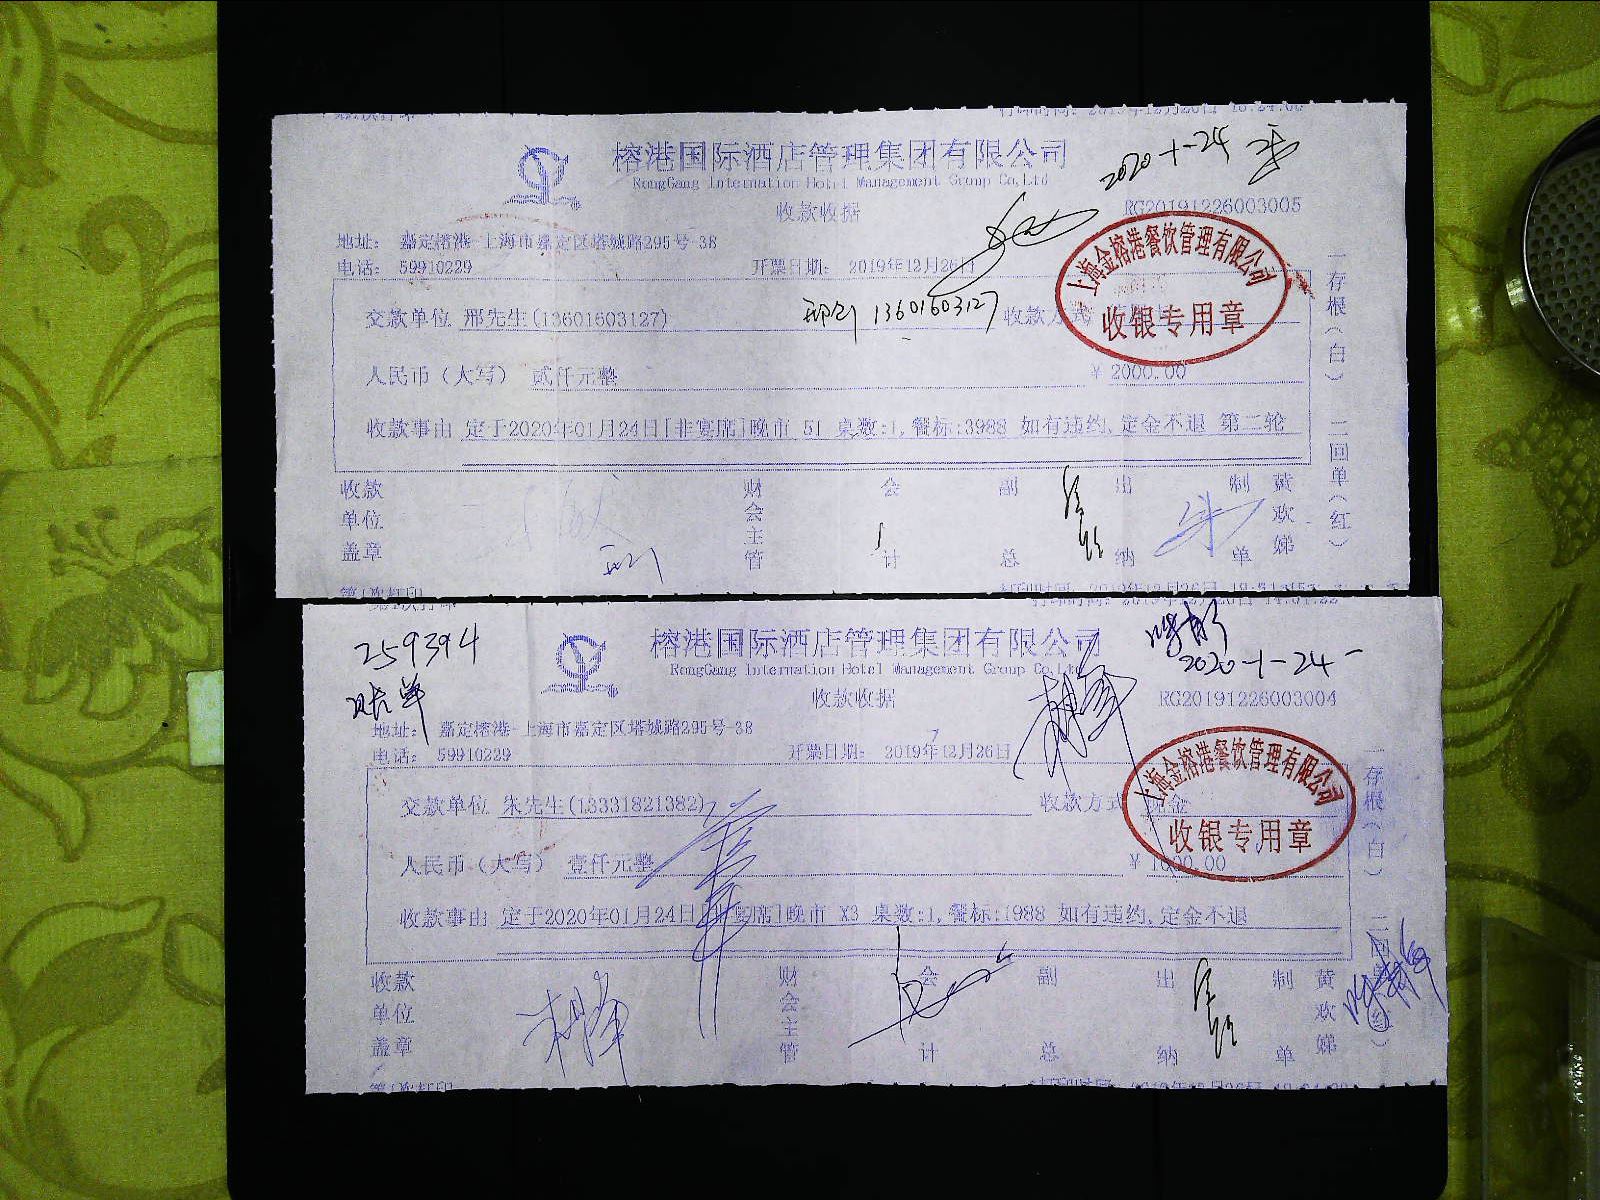 榕港国际酒店管理集团有限公司
2020-1-24
RongGang Internation Hotel Management Group Co,Ltd
收款收据
RG20191226003005
地址: 嘉定榕港-上海市嘉定区塔城路295号-38
电话: 59910229
开票日期: 2019年12月26日
上海金榕港餐饮管理有限公司
收银专用章
交款单位 邢先生(13601603127)
13601603127
收款方式
人民币（大写） 贰仟元整
¥ 2000.00
收款事由 定于2020年01月24日[非宴席]晚市 51 桌数:1,餐标:3988 如有违约,定金不退 第二轮
一存根(白) 二回单(红)
收款单位盖章
财会主管
会计
副总
出纳
制单
黄欢娣
第1次打印
259394
榕港国际酒店管理集团有限公司
2020-1-24
RongGang Internation Hotel Management Group Co,Ltd
收款收据
RG20191226003004
地址: 嘉定榕港-上海市嘉定区塔城路295号-38
电话: 59910229
开票日期: 2019年12月26日
上海金榕港餐饮管理有限公司
收银专用章
交款单位 朱先生(13331821382)
收款方式 现金
人民币（大写） 壹仟元整
¥ 1000.00
收款事由 定于2020年01月24日[非宴席]晚市 X3 桌数:1,餐标:1988 如有违约,定金不退
一存根(白) 二
收款单位盖章
财会主管
会计
副总
出纳
制单
黄欢娣
第1次打印